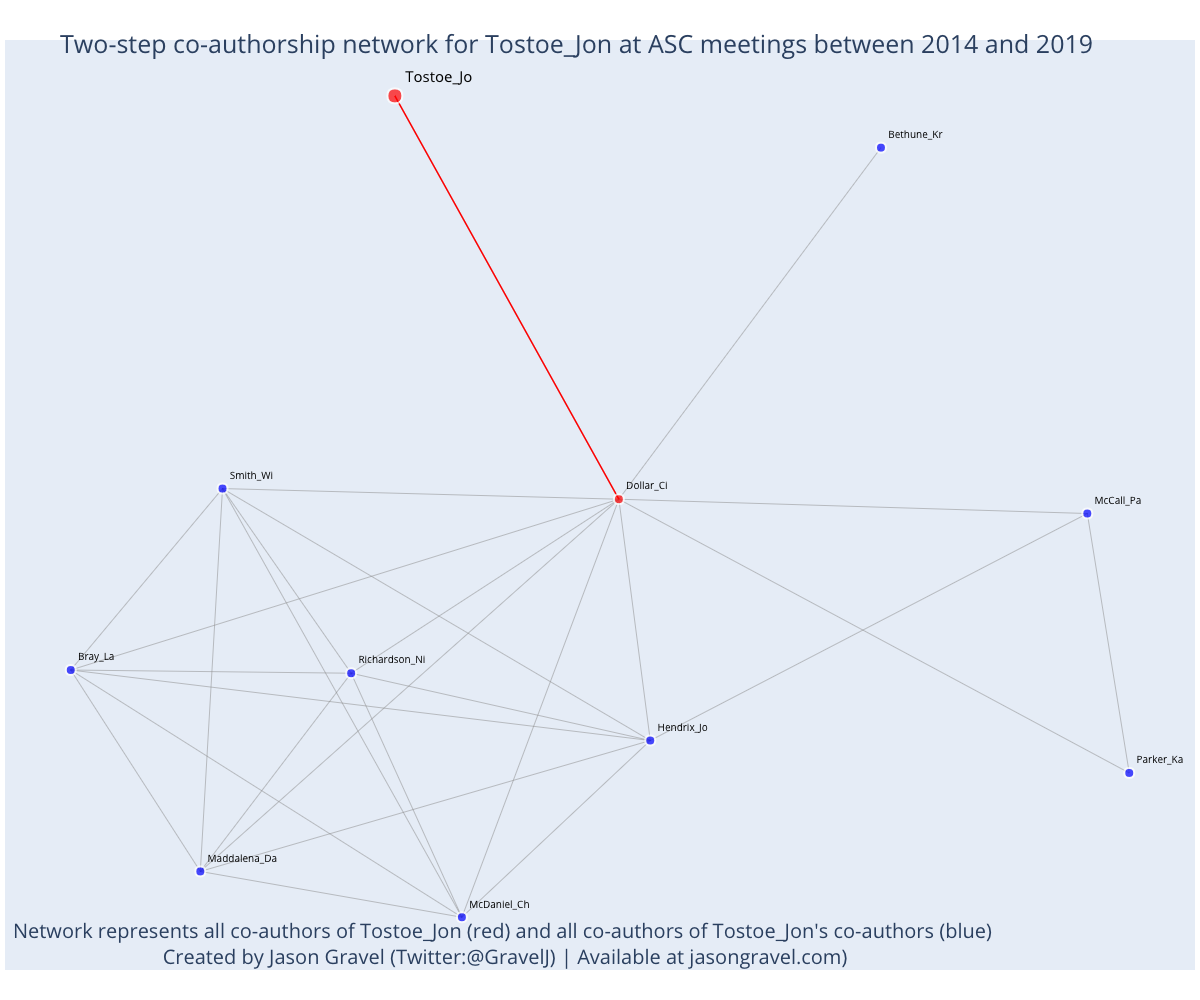 Two-step co-authorship network for Tostoe_Jon at ASC meetings between 2014 and 2019
Tostoe_Jo
Bethune_Kr
Smith_Wi
Dollar_Ci
McCall_Pa
Bray_La
Richardson_Ni
Hendrix_Jo
Parker_Ka
Maddalena_Da
McDaniel_Ch
Network represents all co-authors of Tostoe_Jon (red) and all co-authors of Tostoe_Jon's co-authors (blue)
Created by Jason Gravel (Twitter:@GravelJ) | Available at jasongravel.com)